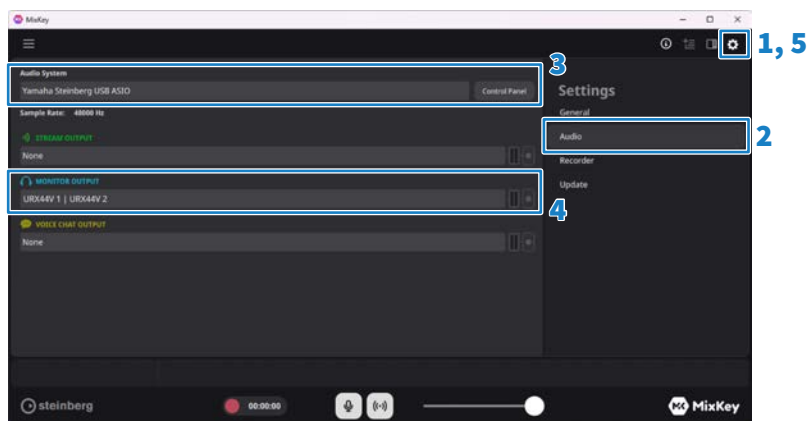 MixKey
1, 5
Audio System
3
Yamaha Steinberg USB ASIO
Control Panel
Settings
Sample Rate: 48000 Hz
General
STREAM OUTPUT
Audio
2
None
Recorder
MONITOR OUTPUT
Update
URX44V 1 | URX44V 2
4
VOICE CHAT OUTPUT
None
steinberg
00:00:00
MK MixKey